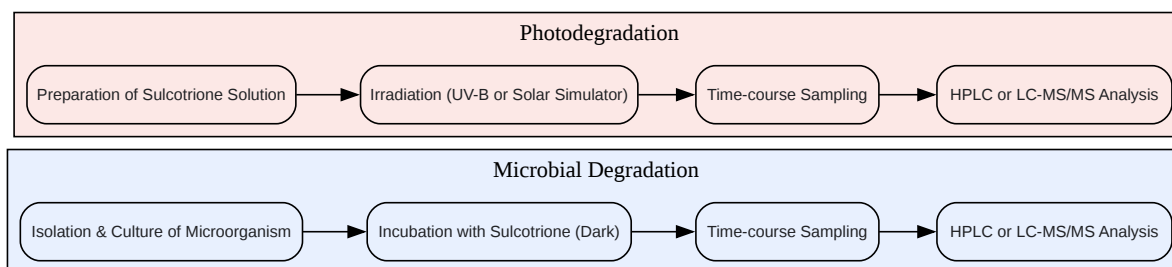 Photodegradation
Preparation of Sulcotrione Solution
Irradiation (UV-B or Solar Simulator)
Time-course Sampling
HPLC or LC-MS/MS Analysis
Microbial Degradation
Isolation & Culture of Microorganism
Incubation with Sulcotrione (Dark)
Time-course Sampling
HPLC or LC-MS/MS Analysis